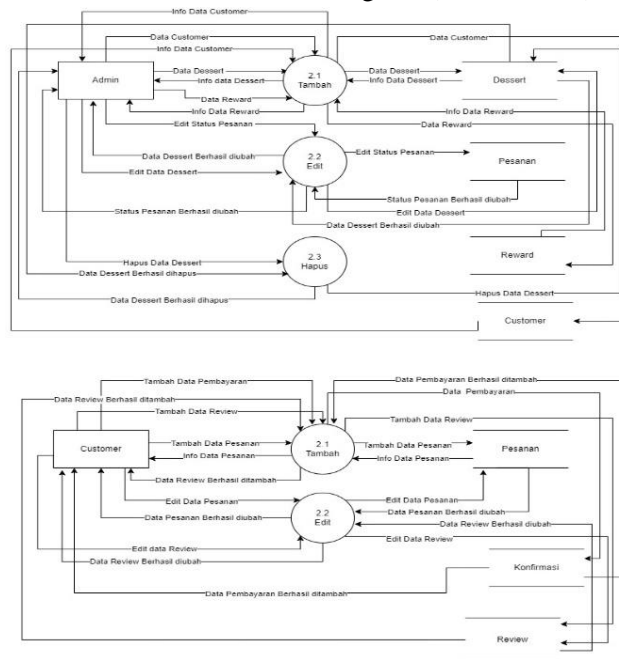 Info Data Customer
Data Customer
Data Customer
Info Data Customer
Admin
Data Dessert
Info data Dessert
2.1
Tambah
Data Dessert
Info Data Dessert
Dessert
Data Reward
Info Data Reward
Info Data Reward
Data Reward
Edit Status Pesanan
Data Dessert Berhasil diubah
2.2
Edit
Edit Status Pesanan
Pesanan
Edit Data Dessert
Status Pesanan Berhasil diubah
Status Pesanan Berhasil diubah
Edit Data Dessert
Data Dessert Berhasil diubah
Hapus Data Dessert
2.3
Hapus
Reward
Data Dessert Berhasil dihapus
Data Dessert Berhasil dihapus
Hapus Data Dessert
Customer
Tambah Data Pembayaran
Data Pembayaran Berhasil ditambah
Data Review Berhasil ditambah
Data Pembayaran
Tambah Data Review
Tambah Data Review
Customer
Tambah Data Pesanan
Info Data Pesanan
2.1
Tambah
Tambah Data Pesanan
Info Data Pesanan
Pesanan
Data Review Berhasil ditambah
Edit Data Pesanan
2.2
Edit
Edit Data Pesanan
Data Pesanan Berhasil diubah
Data Pesanan Berhasil diubah
Data Review Berhasil diubah
Edit data Review
Edit Data Review
Data Review Berhasil diubah
Konfirmasi
Data Pembayaran Berhasil ditambah
Review